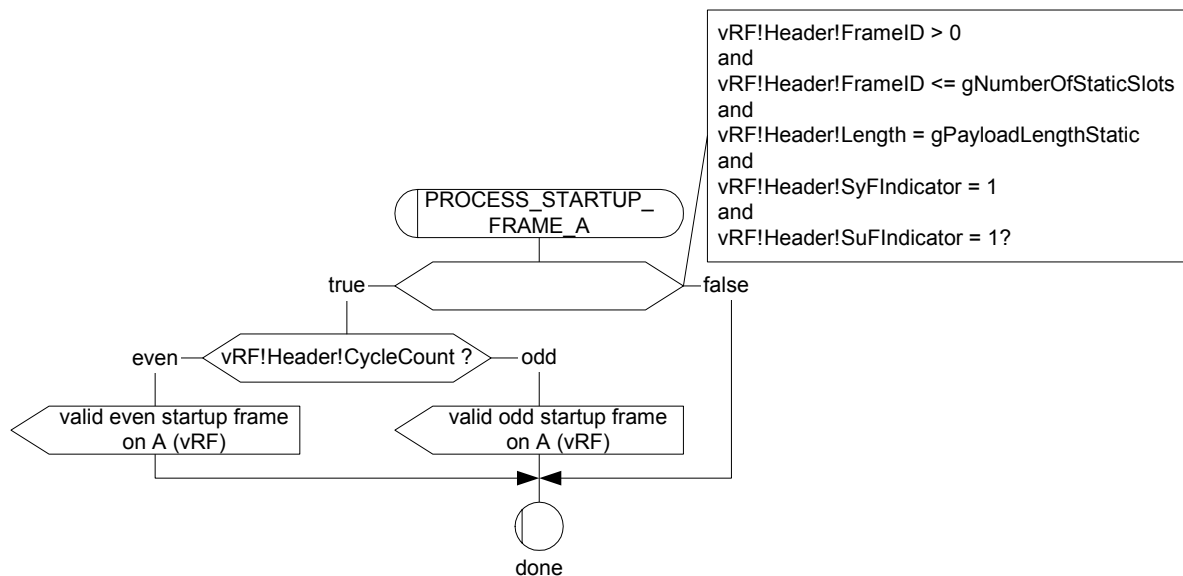 vRF!Header!FrameID > 0
and
vRF!Header!FrameID <= gNumberOfStaticSlots
and
vRF!Header!Length = gPayloadLengthStatic
and
vRF!Header!SyFIndicator = 1
and
vRF!Header!SuFIndicator = 1?
PROCESS_STARTUP_
FRAME_A
true
false
even
vRF!Header!CycleCount ?
odd
valid even startup frame
on A (vRF)
valid odd startup frame
on A (vRF)
done